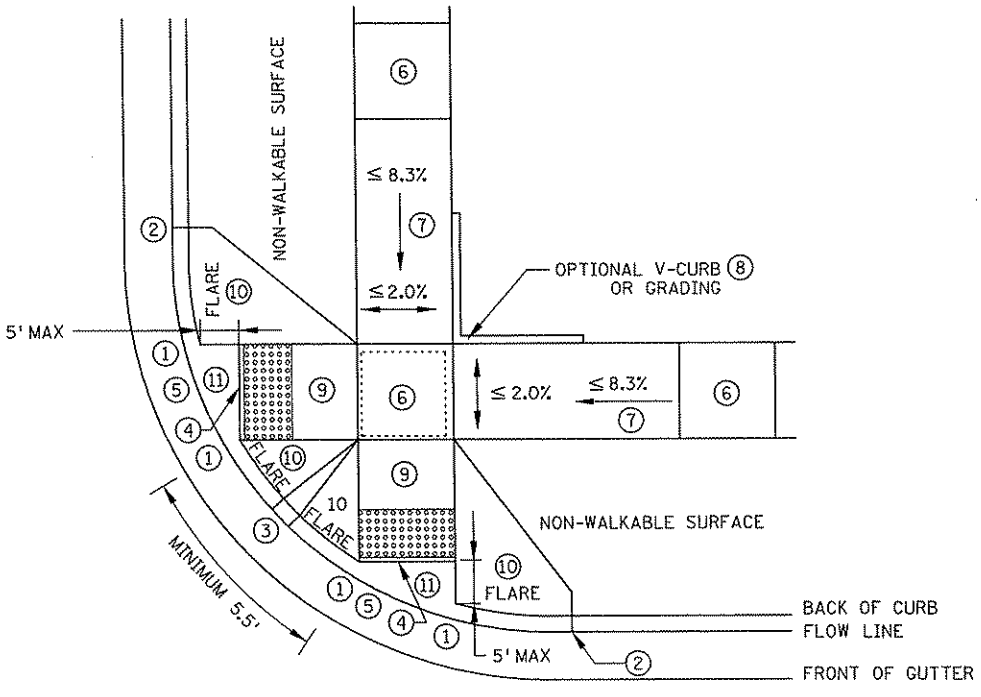 6
NON-WALKABLE SURFACE
≤ 8.3%
7
2
OPTIONAL V-CURB 8
OR GRADING
FLARE 10
≤ 2.0%
5' MAX
1
5
11
9
6
≤ 2.0%
≤ 8.3%
7
6
4
1
10
FLARE
9
10
FLARE
3
NON-WALKABLE SURFACE
MINIMUM 5.5'
1
5
4
11
1
10
FLARE
5' MAX
2
BACK OF CURB
FLOW LINE
FRONT OF GUTTER